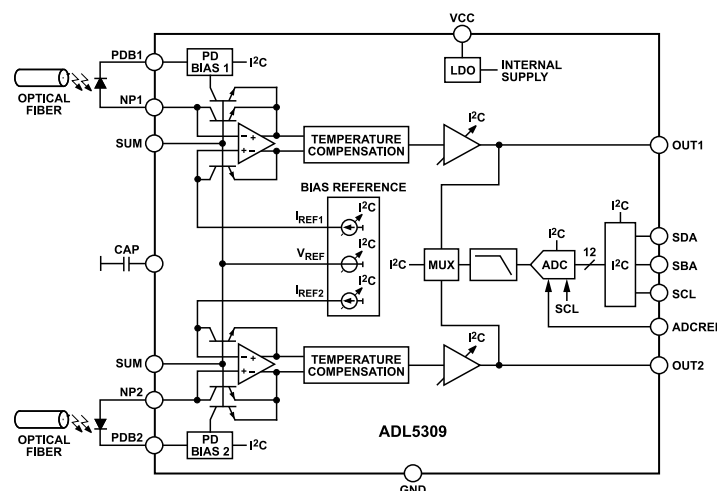 VCC
PDB1
PD
BIAS 1
I²C
LDO
INTERNAL
SUPPLY
OPTICAL
FIBER
NP1
SUM
TEMPERATURE
COMPENSATION
I²C
OUT1
BIAS REFERENCE
I²C
IREF1
CAP
VREF
I²C
IREF2
I²C
I²C
MUX
I²C
ADC
SCL
12
I²C
I²C
SDA
SBA
SCL
ADCREF
SUM
TEMPERATURE
COMPENSATION
I²C
OUT2
NP2
OPTICAL
FIBER
PDB2
PD
BIAS 2
I²C
ADL5309
GND